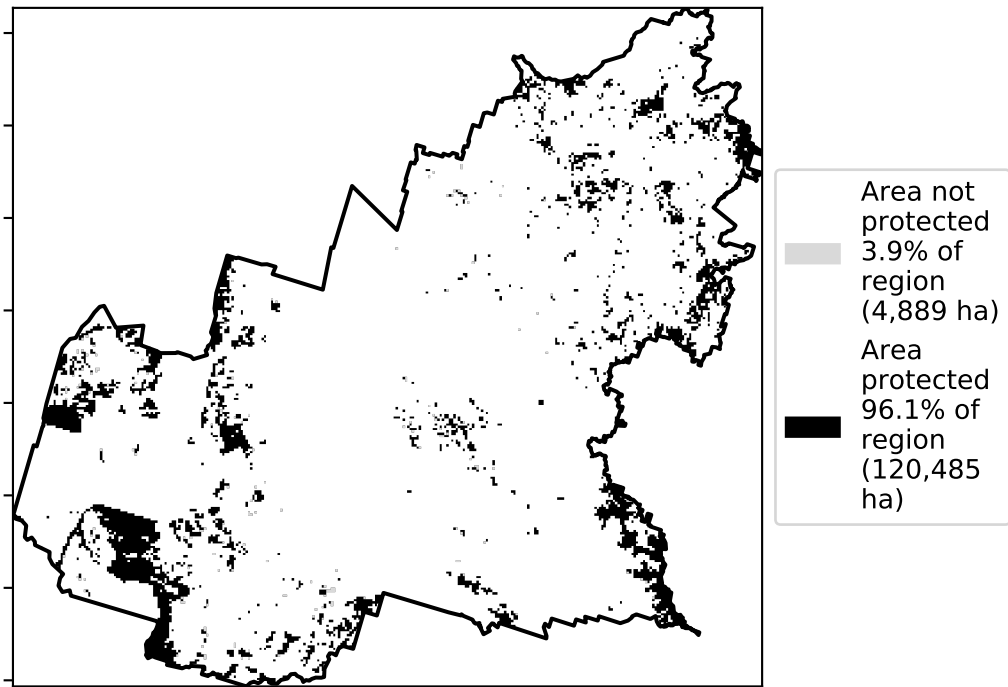 Area not
protected
3.9% of
region
(4,889 ha)
Area
protected
96.1% of
region
(120,485
ha)